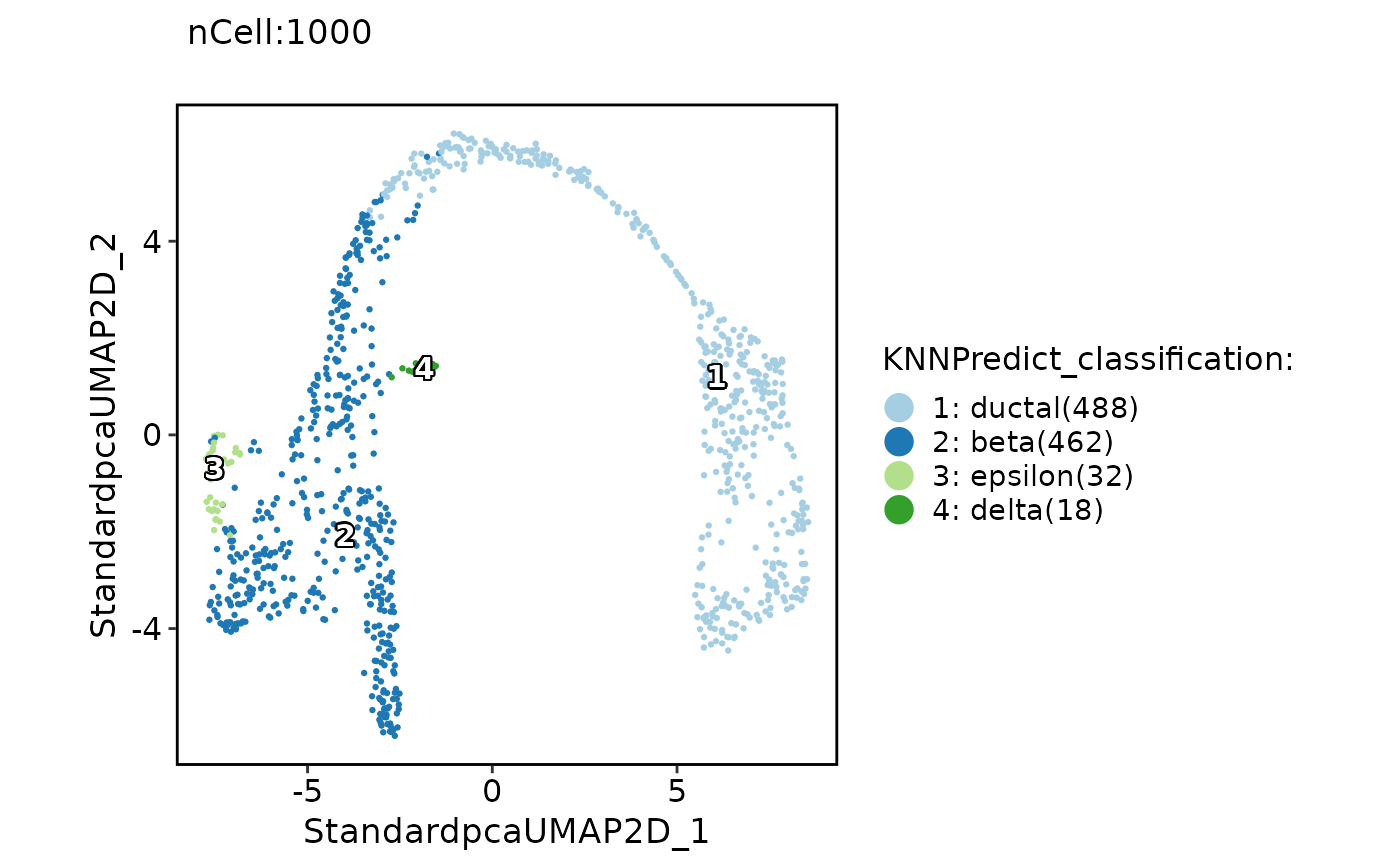 nCell:1000
StandardpcaUMAP2D_2
4
0
-4
1
2
3
4
-5
0
5
StandardpcaUMAP2D_1
KNNPredict_classification:
1: ductal(488)
2: beta(462)
3: epsilon(32)
4: delta(18)